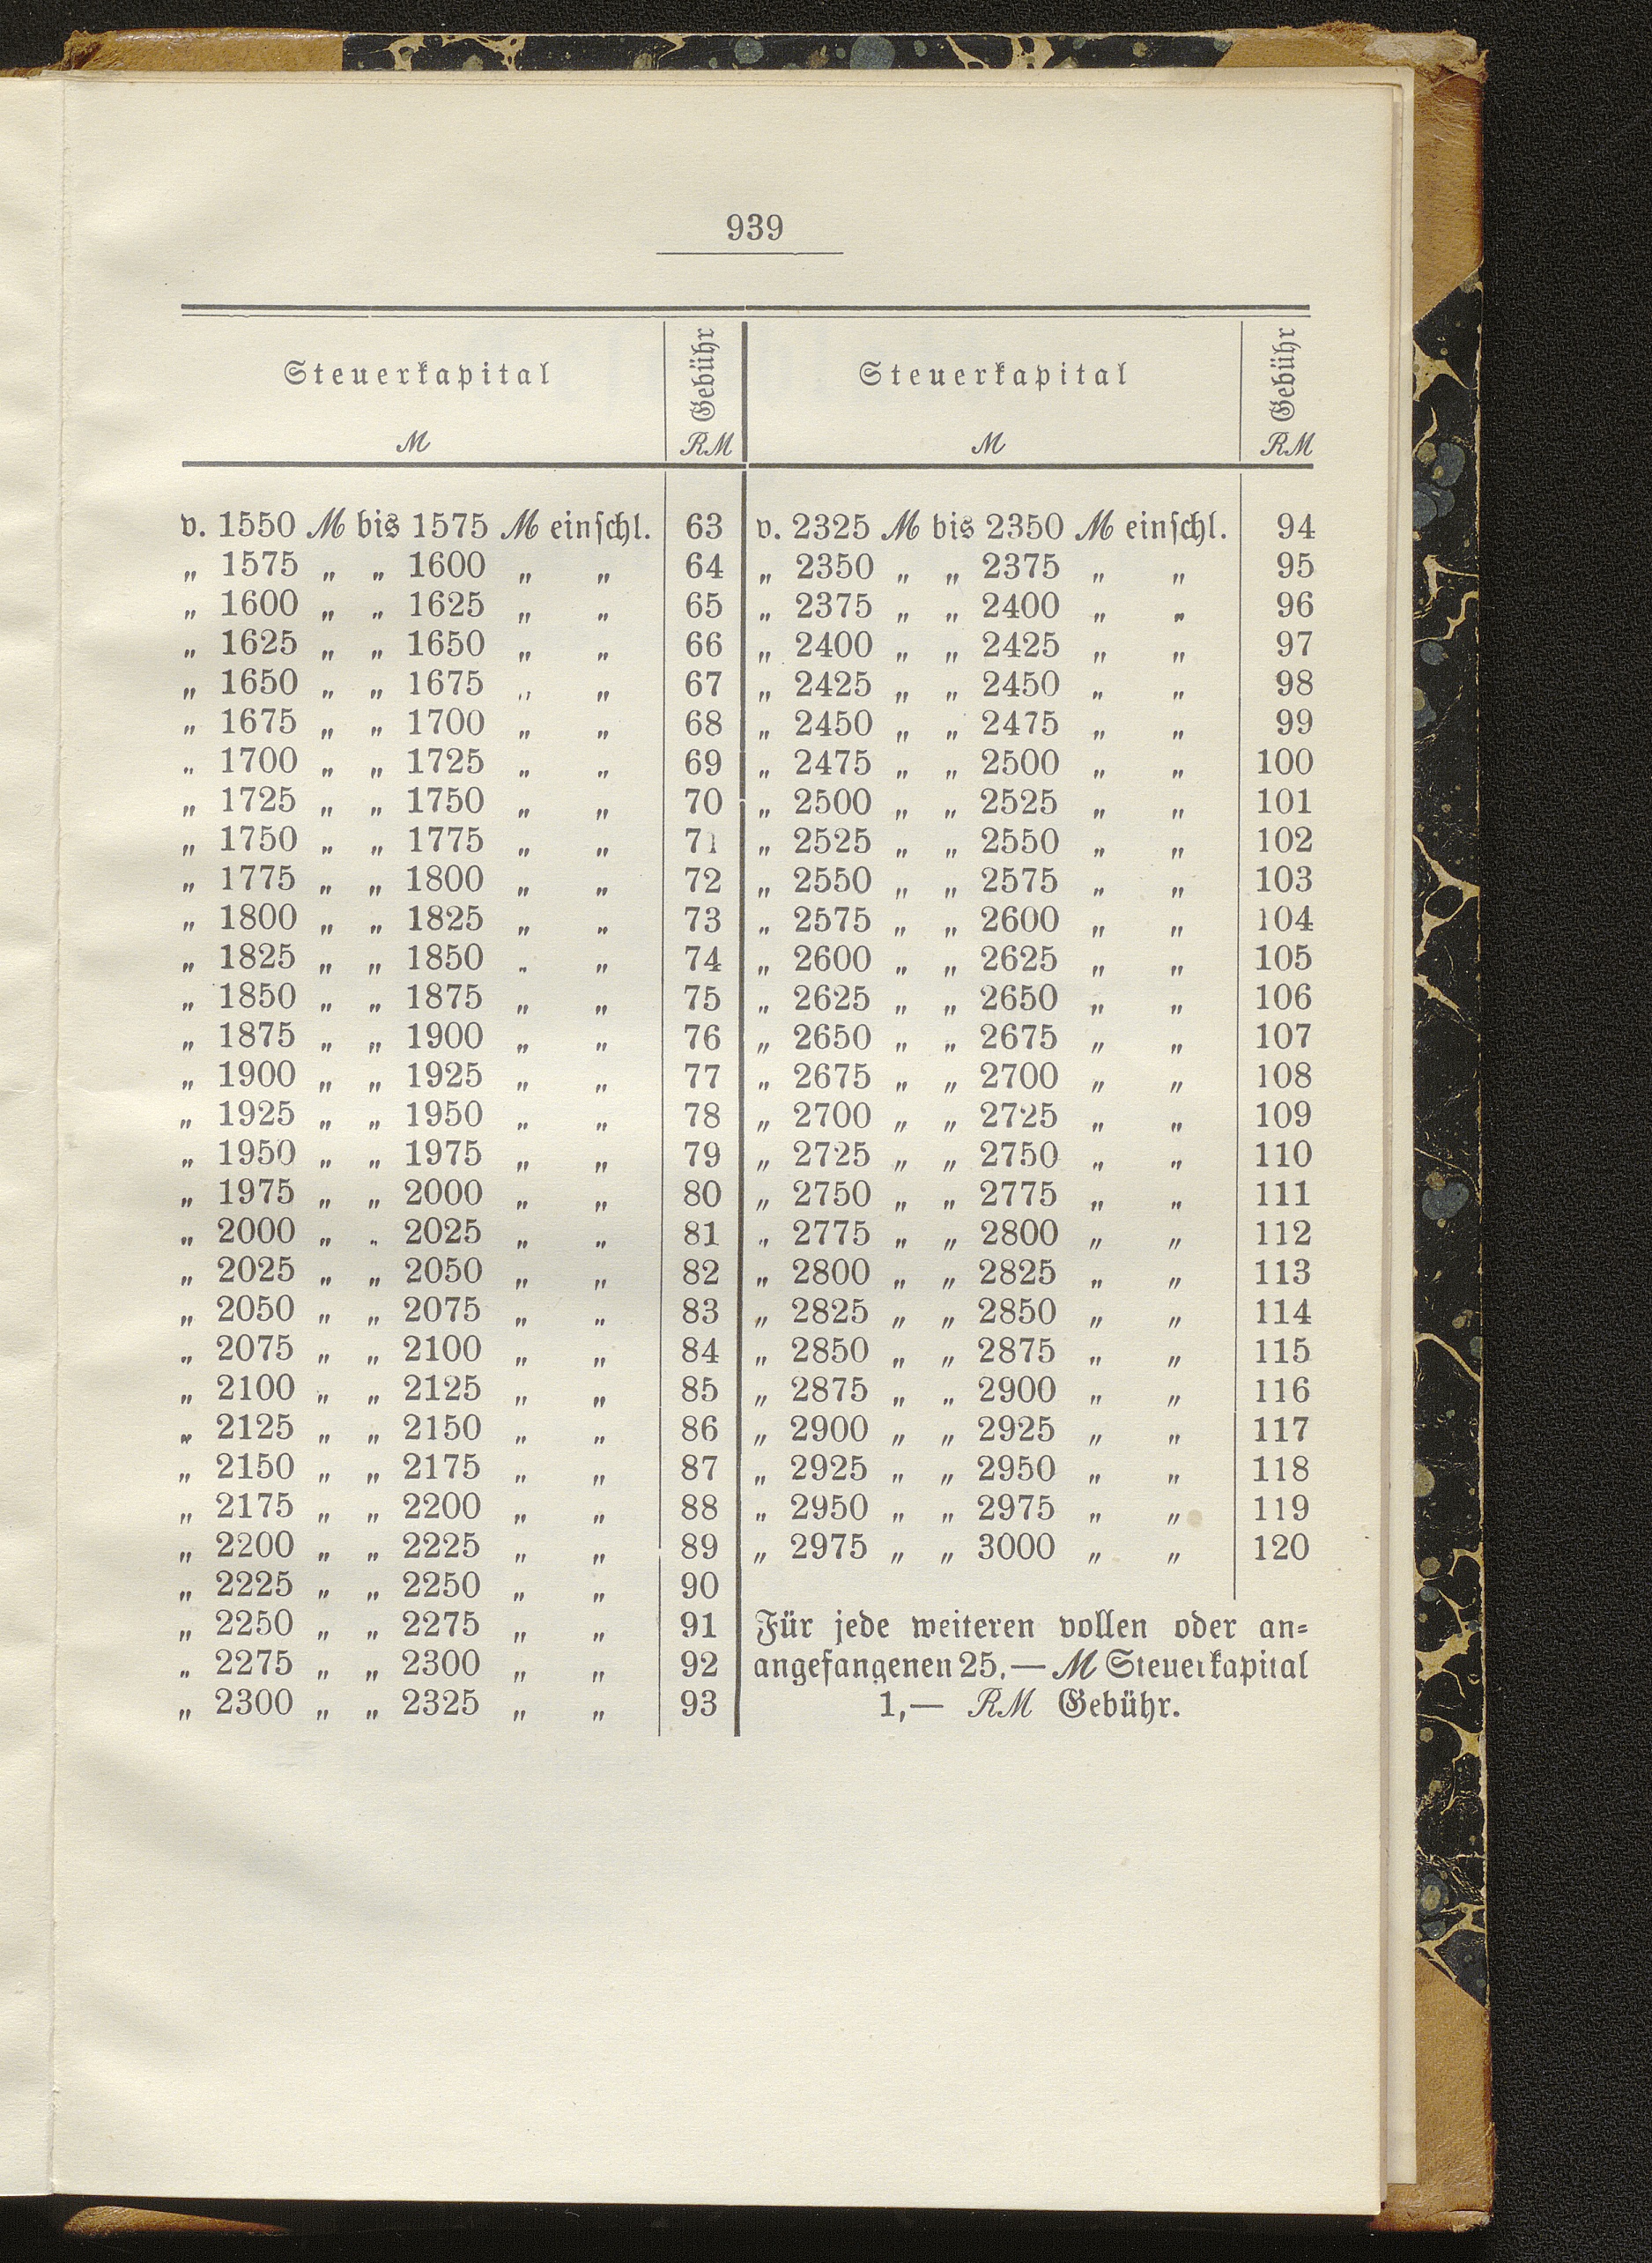 939
Steuerkapital
ℳ
Gebühr
Rℳ
Steuerkapital
ℳ
Gebühr
Rℳ
v. 1550 ℳ bis 1575 ℳ einschl. 63
„ 1575 „ „ 1600 „ „ 64
„ 1600 „ „ 1625 „ „ 65
„ 1625 „ „ 1650 „ „ 66
„ 1650 „ „ 1675 „ „ 67
„ 1675 „ „ 1700 „ „ 68
„ 1700 „ „ 1725 „ „ 69
„ 1725 „ „ 1750 „ „ 70
„ 1750 „ „ 1775 „ „ 71
„ 1775 „ „ 1800 „ „ 72
„ 1800 „ „ 1825 „ „ 73
„ 1825 „ „ 1850 „ „ 74
„ 1850 „ „ 1875 „ „ 75
„ 1875 „ „ 1900 „ „ 76
„ 1900 „ „ 1925 „ „ 77
„ 1925 „ „ 1950 „ „ 78
„ 1950 „ „ 1975 „ „ 79
„ 1975 „ „ 2000 „ „ 80
„ 2000 „ „ 2025 „ „ 81
„ 2025 „ „ 2050 „ „ 82
„ 2050 „ „ 2075 „ „ 83
„ 2075 „ „ 2100 „ „ 84
„ 2100 „ „ 2125 „ „ 85
„ 2125 „ „ 2150 „ „ 86
„ 2150 „ „ 2175 „ „ 87
„ 2175 „ „ 2200 „ „ 88
„ 2200 „ „ 2225 „ „ 89
„ 2225 „ „ 2250 „ „ 90
„ 2250 „ „ 2275 „ „ 91
„ 2275 „ „ 2300 „ „ 92
„ 2300 „ „ 2325 „ „ 93
v. 2325 ℳ bis 2350 ℳ einschl. 94
„ 2350 „ „ 2375 „ „ 95
„ 2375 „ „ 2400 „ „ 96
„ 2400 „ „ 2425 „ „ 97
„ 2425 „ „ 2450 „ „ 98
„ 2450 „ „ 2475 „ „ 99
„ 2475 „ „ 2500 „ „ 100
„ 2500 „ „ 2525 „ „ 101
„ 2525 „ „ 2550 „ „ 102
„ 2550 „ „ 2575 „ „ 103
„ 2575 „ „ 2600 „ „ 104
„ 2600 „ „ 2625 „ „ 105
„ 2625 „ „ 2650 „ „ 106
„ 2650 „ „ 2675 „ „ 107
„ 2675 „ „ 2700 „ „ 108
„ 2700 „ „ 2725 „ „ 109
„ 2725 „ „ 2750 „ „ 110
„ 2750 „ „ 2775 „ „ 111
„ 2775 „ „ 2800 „ „ 112
„ 2800 „ „ 2825 „ „ 113
„ 2825 „ „ 2850 „ „ 114
„ 2850 „ „ 2875 „ „ 115
„ 2875 „ „ 2900 „ „ 116
„ 2900 „ „ 2925 „ „ 117
„ 2925 „ „ 2950 „ „ 118
„ 2950 „ „ 2975 „ „ 119
„ 2975 „ „ 3000 „ „ 120
Für jede weiteren vollen oder an-
angefangenen 25,— ℳ Steuerkapital
1,— Rℳ Gebühr.